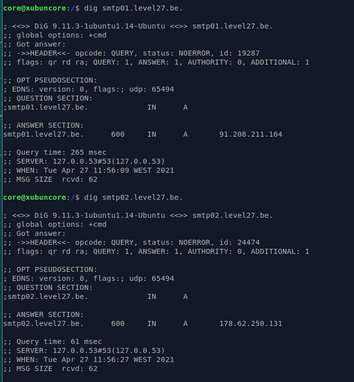 core@xubuncore:/$ dig smtp01.level27.be.
; <<>> DiG 9.11.3-1ubuntu1.14-Ubuntu <<>> smtp01.level27.be.
;; global options: +cmd
;; Got answer:
;; ->>HEADER<<- opcode: QUERY, status: NOERROR, id: 19287
;; flags: qr rd ra; QUERY: 1, ANSWER: 1, AUTHORITY: 0, ADDITIONAL: 1
;; OPT PSEUDOSECTION:
; EDNS: version: 0, flags:; udp: 65494
;; QUESTION SECTION:
;smtp01.level27.be. IN A
;; ANSWER SECTION:
smtp01.level27.be. 600 IN A 91.208.211.164
;; Query time: 265 msec
;; SERVER: 127.0.0.53#53(127.0.0.53)
;; WHEN: Tue Apr 27 11:56:09 WEST 2021
;; MSG SIZE rcvd: 62
core@xubuncore:/$ dig smtp02.level27.be.
; <<>> DiG 9.11.3-1ubuntu1.14-Ubuntu <<>> smtp02.level27.be.
;; global options: +cmd
;; Got answer:
;; ->>HEADER<<- opcode: QUERY, status: NOERROR, id: 24474
;; flags: qr rd ra; QUERY: 1, ANSWER: 1, AUTHORITY: 0, ADDITIONAL: 1
;; OPT PSEUDOSECTION:
; EDNS: version: 0, flags:; udp: 65494
;; QUESTION SECTION:
;smtp02.level27.be. IN A
;; ANSWER SECTION:
smtp02.level27.be. 600 IN A 178.62.250.131
;; Query time: 61 msec
;; SERVER: 127.0.0.53#53(127.0.0.53)
;; WHEN: Tue Apr 27 11:56:27 WEST 2021
;; MSG SIZE rcvd: 62